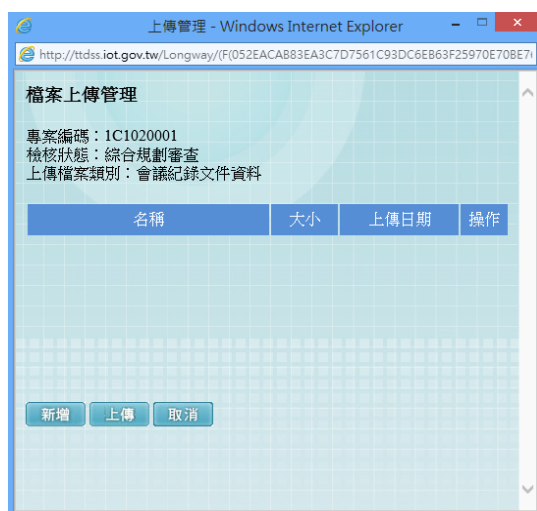 上傳管理 - Windows Internet Explorer
http://ttdss.iot.gov.tw/Longway/(F(052EACAB83EA3C7D7561C93DC6EB63F25970E70BE7
檔案上傳管理
專案編碼：1C1020001
檢核狀態：綜合規劃審查
上傳檔案類別：會議紀錄文件資料
名稱 大小 上傳日期 操作
新增 上傳 取消